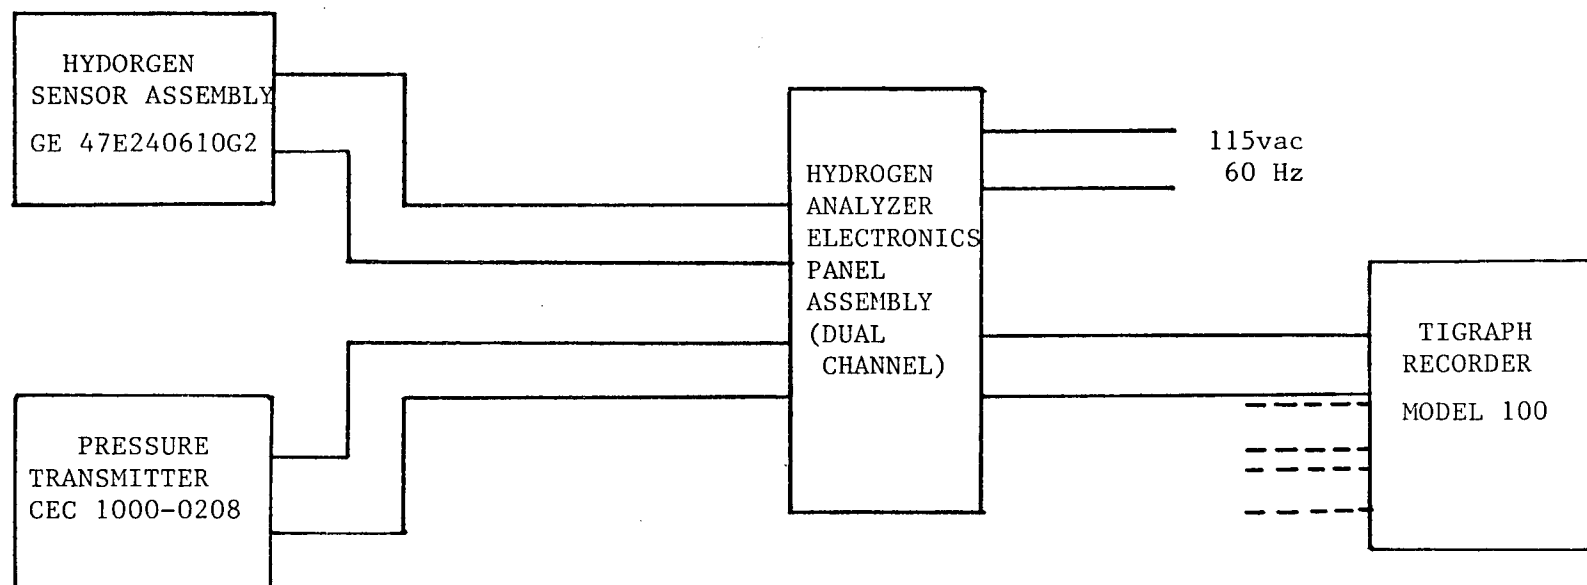 HYDORGEN
SENSOR ASSEMBLY
GE 47E240610G2
PRESSURE
TRANSMITTER
CEC 1000-0208
HYDROGEN
ANALYZER
ELECTRONICS
PANEL
ASSEMBLY
(DUAL
CHANNEL)
115vac
60 Hz
TIGRAPH
RECORDER
MODEL 100